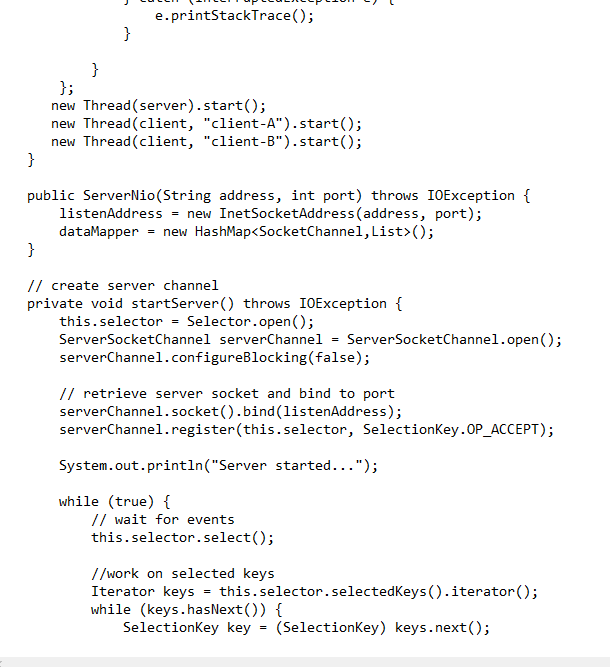 } catch (InterruptedException e) {
e.printStackTrace();
}
}
};
new Thread(server).start();
new Thread(client, "client-A").start();
new Thread(client, "client-B").start();
}
public ServerNio(String address, int port) throws IOException {
listenAddress = new InetSocketAddress(address, port);
dataMapper = new HashMap<SocketChannel,List>();
}
// create server channel
private void startServer() throws IOException {
this.selector = Selector.open();
ServerSocketChannel serverChannel = ServerSocketChannel.open();
serverChannel.configureBlocking(false);
// retrieve server socket and bind to port
serverChannel.socket().bind(listenAddress);
serverChannel.register(this.selector, SelectionKey.OP_ACCEPT);
System.out.println("Server started...");
while (true) {
// wait for events
this.selector.select();
//work on selected keys
Iterator keys = this.selector.selectedKeys().iterator();
while (keys.hasNext()) {
SelectionKey key = (SelectionKey) keys.next();